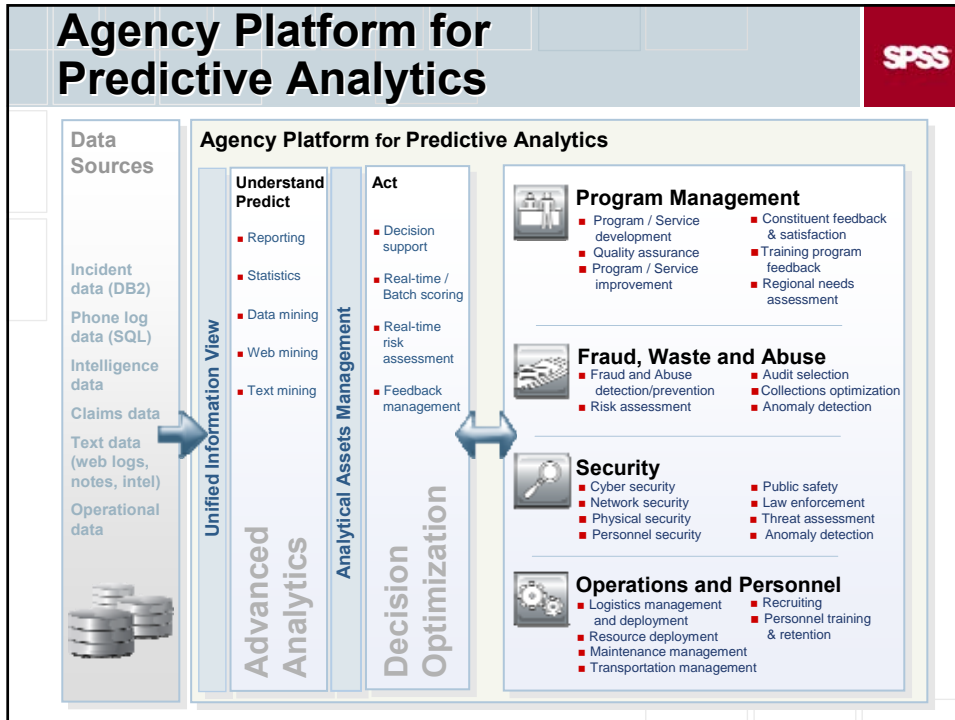 Agency Platform for
Predictive Analytics
SPSS
Data
Sources
Incident
data (DB2)
Phone log
data (SQL)
Intelligence
data
Claims data
Text data
(web logs,
notes, intel)
Operational
data
Agency Platform for Predictive Analytics
Unified Information View
Understand
Predict
■ Reporting
■ Statistics
■ Data mining
■ Web mining
■ Text mining
Advanced
Analytics
Analytical Assets Management
Act
■ Decision
support
■ Real-time /
Batch scoring
■ Real-time
risk
assessment
■ Feedback
management
Decision
Optimization
Program Management
■ Program / Service
development
■ Quality assurance
■ Program / Service
improvement
■ Constituent feedback
& satisfaction
■ Training program
feedback
■ Regional needs
assessment
Fraud, Waste and Abuse
■ Fraud and Abuse
detection/prevention
■ Risk assessment
■ Audit selection
■ Collections optimization
■ Anomaly detection
Security
■ Cyber security
■ Network security
■ Physical security
■ Personnel security
■ Public safety
■ Law enforcement
■ Threat assessment
■ Anomaly detection
Operations and Personnel
■ Logistics management
and deployment
■ Resource deployment
■ Maintenance management
■ Transportation management
■ Recruiting
■ Personnel training
& retention